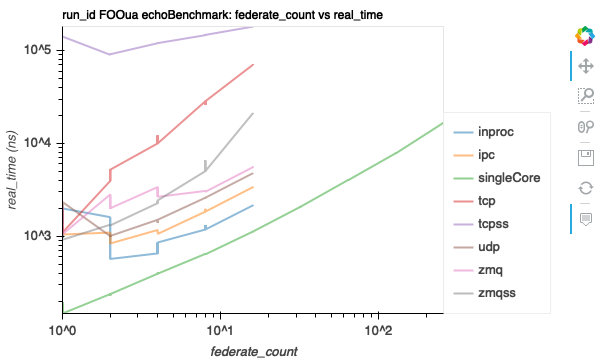 run_id FOOua echoBenchmark: federate_count vs real_time
10^5
10^4
10^3
real_time (ns)
10^0
10^1
10^2
federate_count
inproc
ipc
singleCore
tcp
tcpss
udp
zmq
zmqss